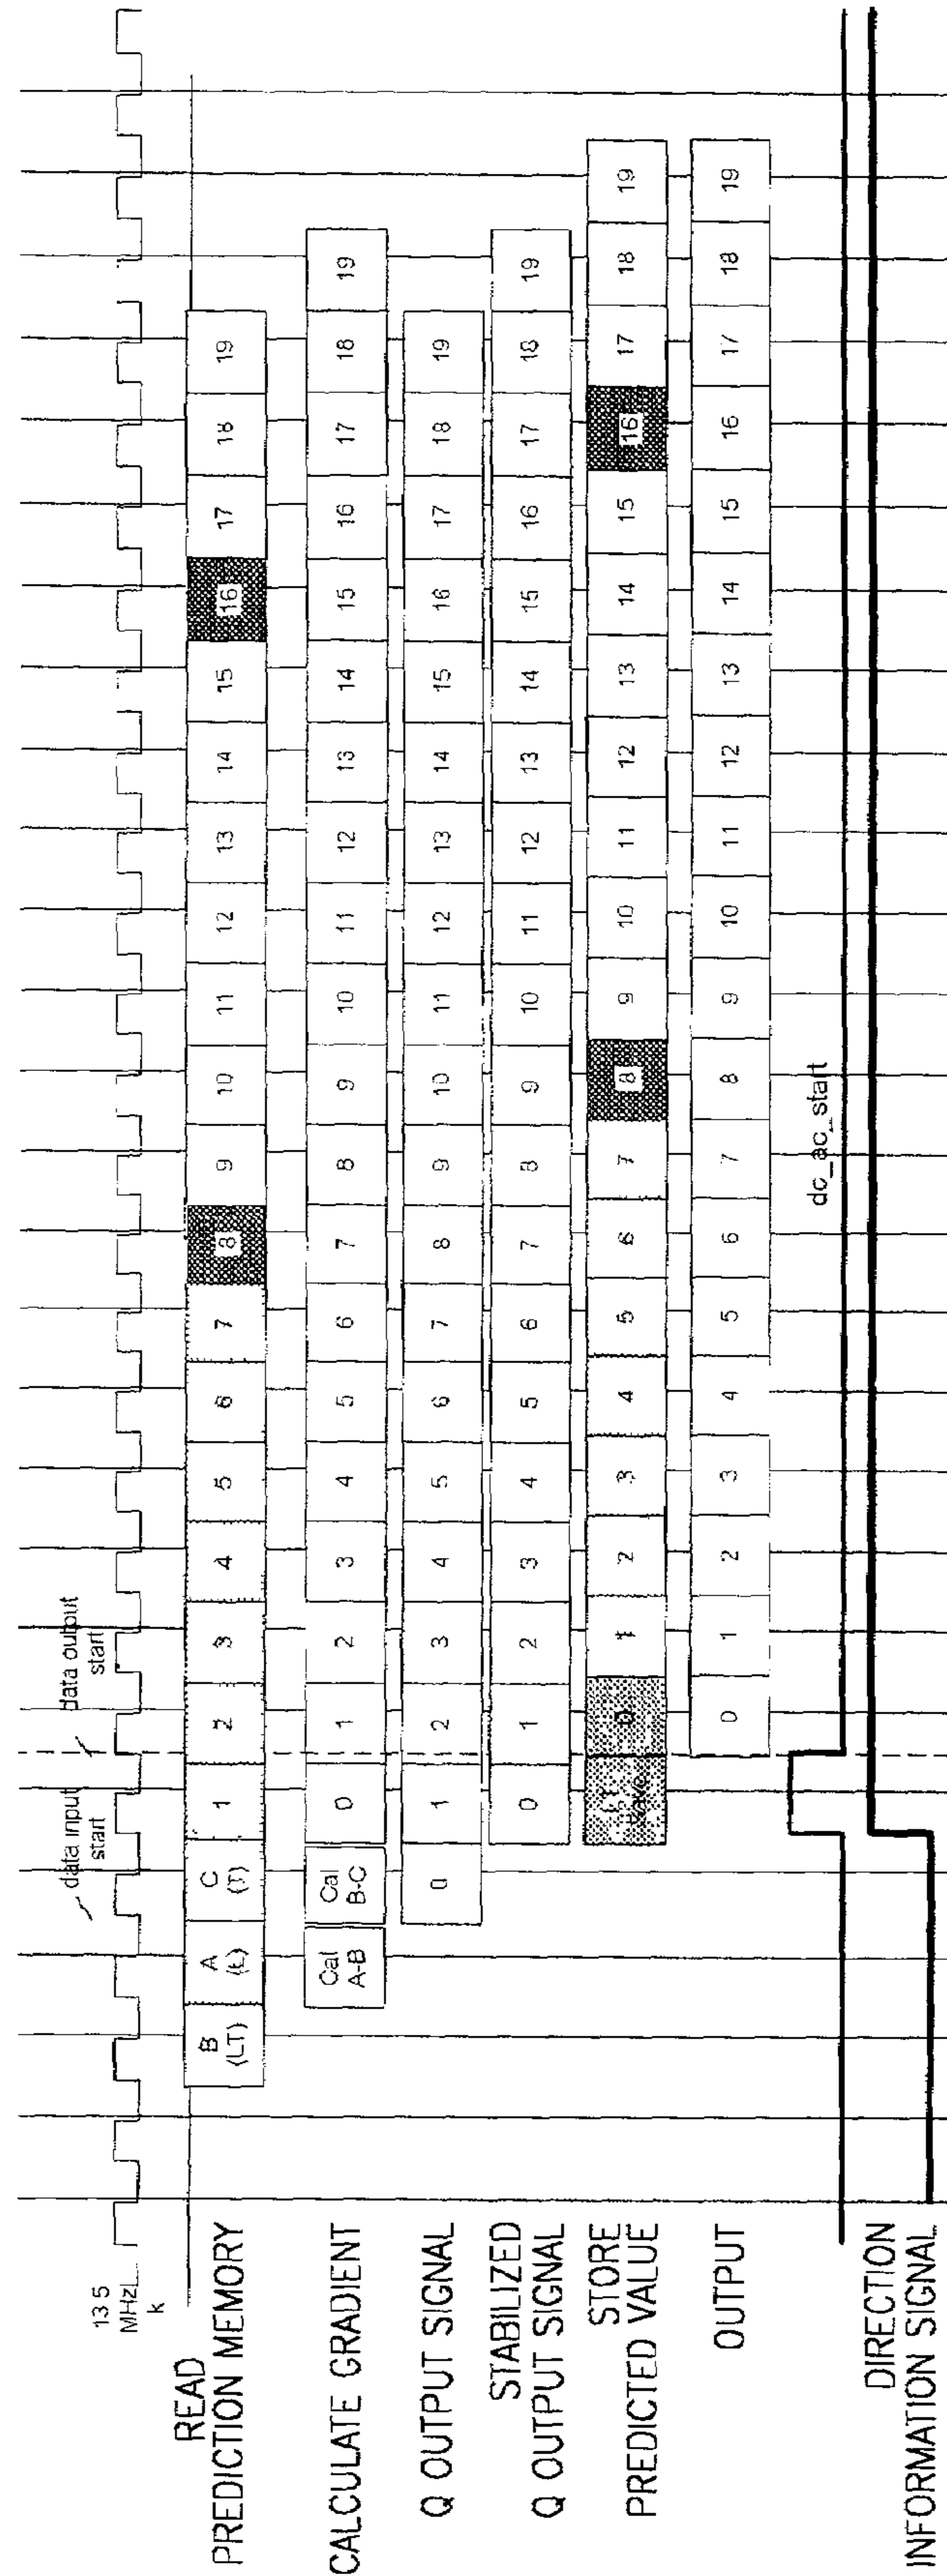 13 5
MHz
k
data input
start
data output
start
READ
PREDICTION MEMORY
B
(LT)
A
(L)
C
(T)
1 2 3 4 5 6 7 8 9 10 11 12 13 14 15 16 17 18 19
CALCULATE GRADIENT
Cal
A-B
Cal
B-C
0 1 2 3 4 5 6 7 8 9 10 11 12 13 14 15 16 17 18 19
Q OUTPUT SIGNAL
0 1 2 3 4 5 6 7 8 9 10 11 12 13 14 15 16 17 18 19
STABILIZED
Q OUTPUT SIGNAL
0 1 2 3 4 5 6 7 8 9 10 11 12 13 14 15 16 17 18 19
STORE
PREDICTED VALUE
0 1 2 3 4 5 6 7 8 9 10 11 12 13 14 15 16 17 18 19
OUTPUT
0 1 2 3 4 5 6 7 8 9 10 11 12 13 14 15 16 17 18 19
dc_ac_start
DIRECTION
INFORMATION SIGNAL